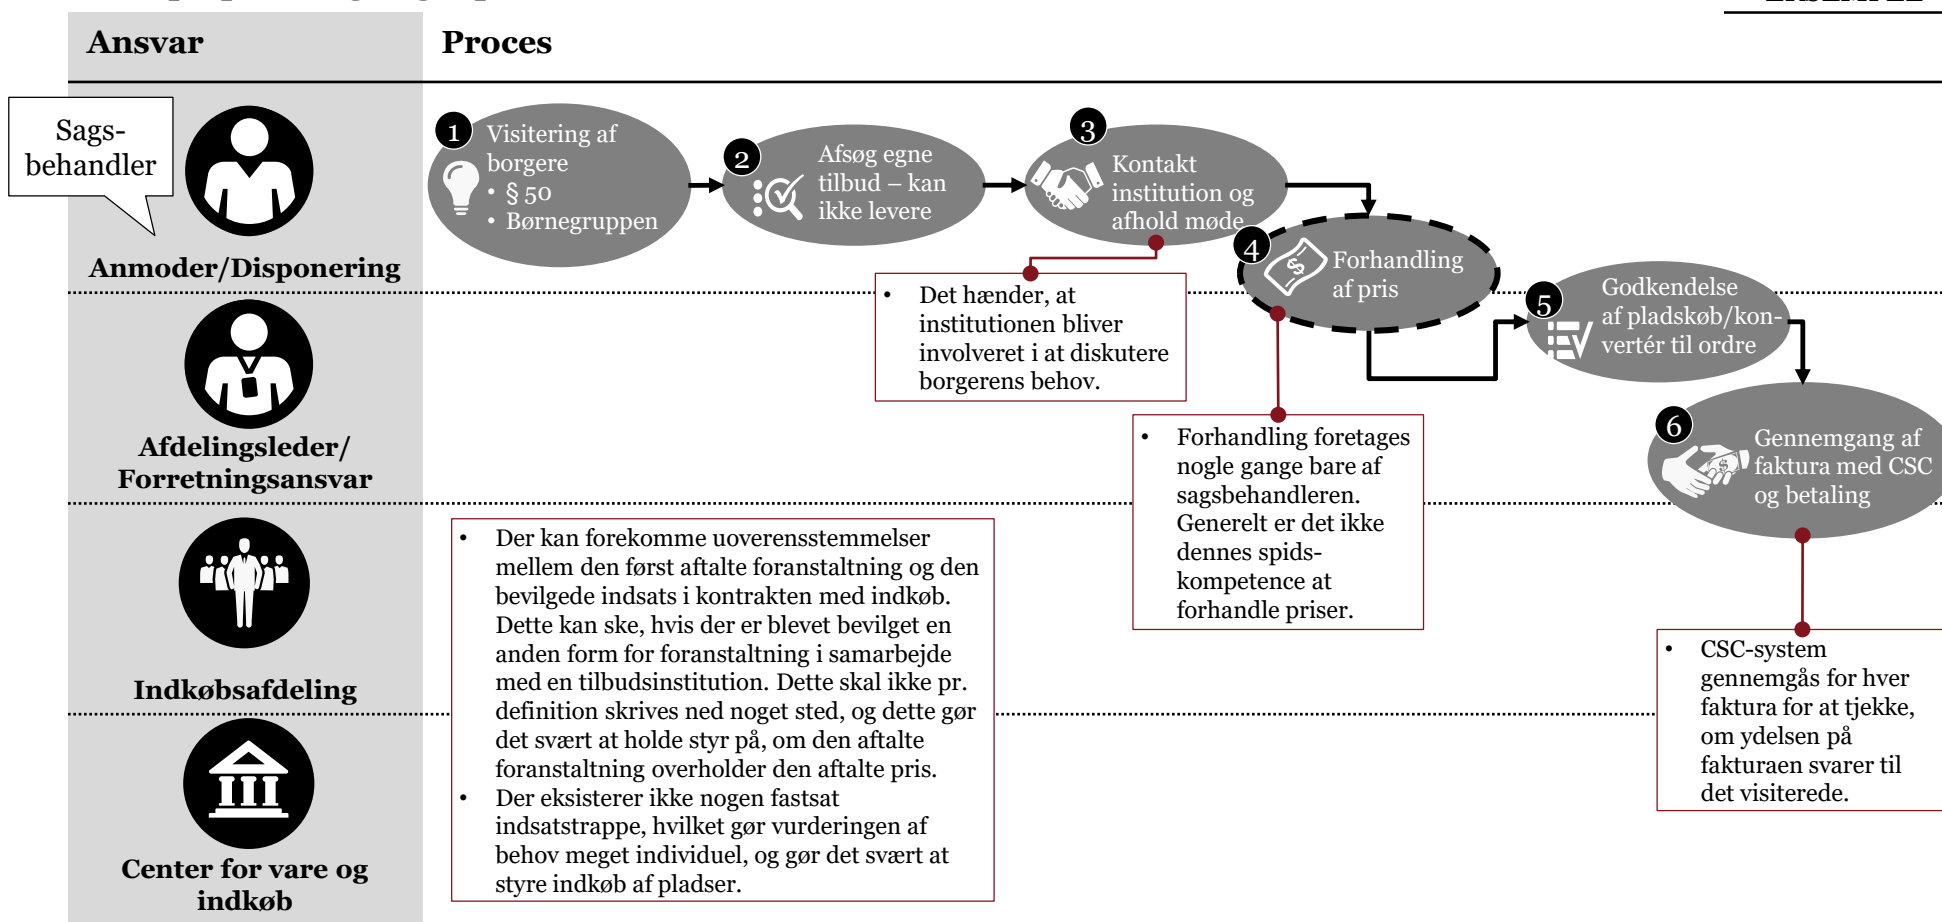 Ansvar
Proces
Sags-
behandler
Anmoder/Disponering
1
Visitering af
borgere
• § 50
• Børnegruppen
2
Afsøg egne
tilbud – kan
ikke levere
3
Kontakt
institution og
afhold møde
4
Forhandling
af pris
5
Godkendelse
af pladskøb/kon-
vertér til ordre
6
Gennemgang af
faktura med CSC
og betaling
• Det hænder, at
institutionen bliver
involveret i at diskutere
borgerens behov.
Afdelingsleder/
Forretningsansvar
• Forhandling foretages
nogle gange bare af
sagsbehandleren.
Generelt er det ikke
dennes spids-
kompetence at
forhandle priser.
Indkøbsafdeling
• Der kan forekomme uoverensstemmelser
mellem den først aftalte foranstaltning og den
bevilgede indsats i kontrakten med indkøb.
Dette kan ske, hvis der er blevet bevilget en
anden form for foranstaltning i samarbejde
med en tilbudsinstitution. Dette skal ikke pr.
definition skrives ned noget sted, og dette gør
det svært at holde styr på, om den aftalte
foranstaltning overholder den aftalte pris.
• Der eksisterer ikke nogen fastsat
indsatstrappe, hvilket gør vurderingen af
behov meget individuel, og gør det svært at
styre indkøb af pladser.
• CSC-system
gennemgås for hver
faktura for at tjekke,
om ydelsen på
fakturaen svarer til
det visiterede.
Center for vare og
indkøb